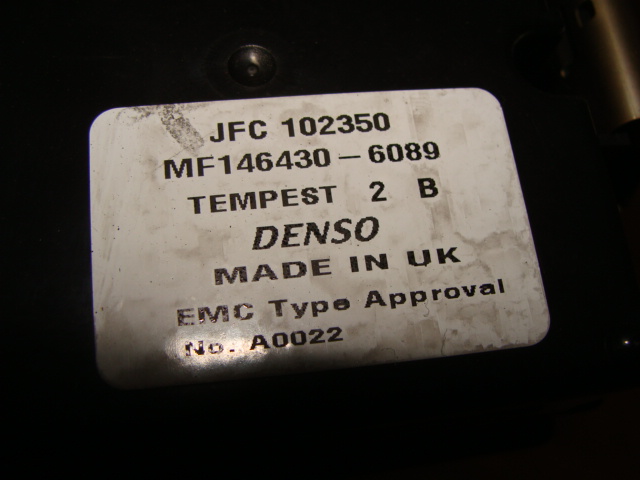 JFC 102350
MF146430-6089
TEMPEST 2 B
DENSO
MADE IN UK
EMC Type Approval
No. A0022